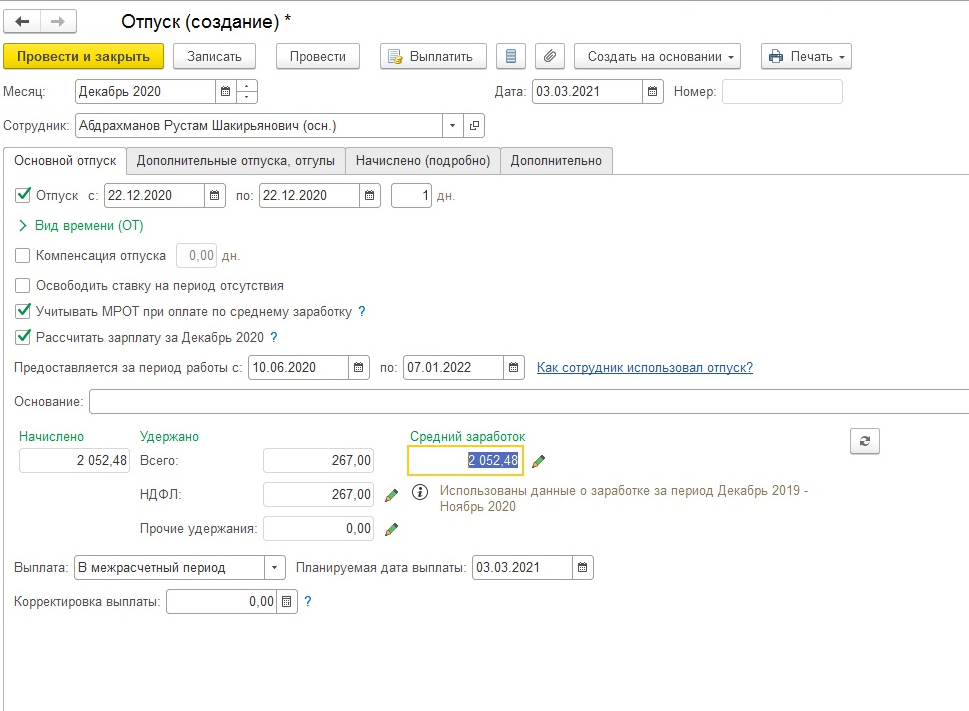 Отпуск (создание) *
Провести и закрыть Записать Провести Выплатить Создать на основании Печать
Месяц: Декабрь 2020 Дата: 03.03.2021 Номер:
Сотрудник: Абдрахманов Рустам Шакирьянович (осн.)
Основной отпуск Дополнительные отпуска, отгулы Начислено (подробно) Дополнительно
Отпуск с: 22.12.2020 по: 22.12.2020 1 дн.
Вид времени (ОТ)
Компенсация отпуска 0,00 дн.
Освободить ставку на период отсутствия
Учитывать МРОТ при оплате по среднему заработку ?
Рассчитать зарплату за Декабрь 2020 ?
Предоставляется за период работы с: 10.06.2020 по: 07.01.2022 Как сотрудник использовал отпуск?
Основание:
Начислено Удержано Средний заработок
2 052,48 Всего: 267,00 2 052,48
НДФЛ: 267,00 Использованы данные о заработке за период Декабрь 2019 -
Ноябрь 2020
Прочие удержания: 0,00
Выплата: В межрасчетный период Планируемая дата выплаты: 03.03.2021
Корректировка выплаты: 0,00 ?